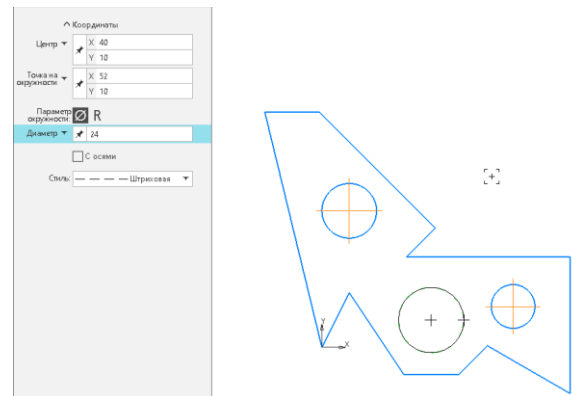 Координаты
Центр
X 40
Y 10
Точка на
окружности
X 52
Y 10
Параметр
окружности:
R
Диаметр
24
С осями
Стиль:
Штриховая
Y
X